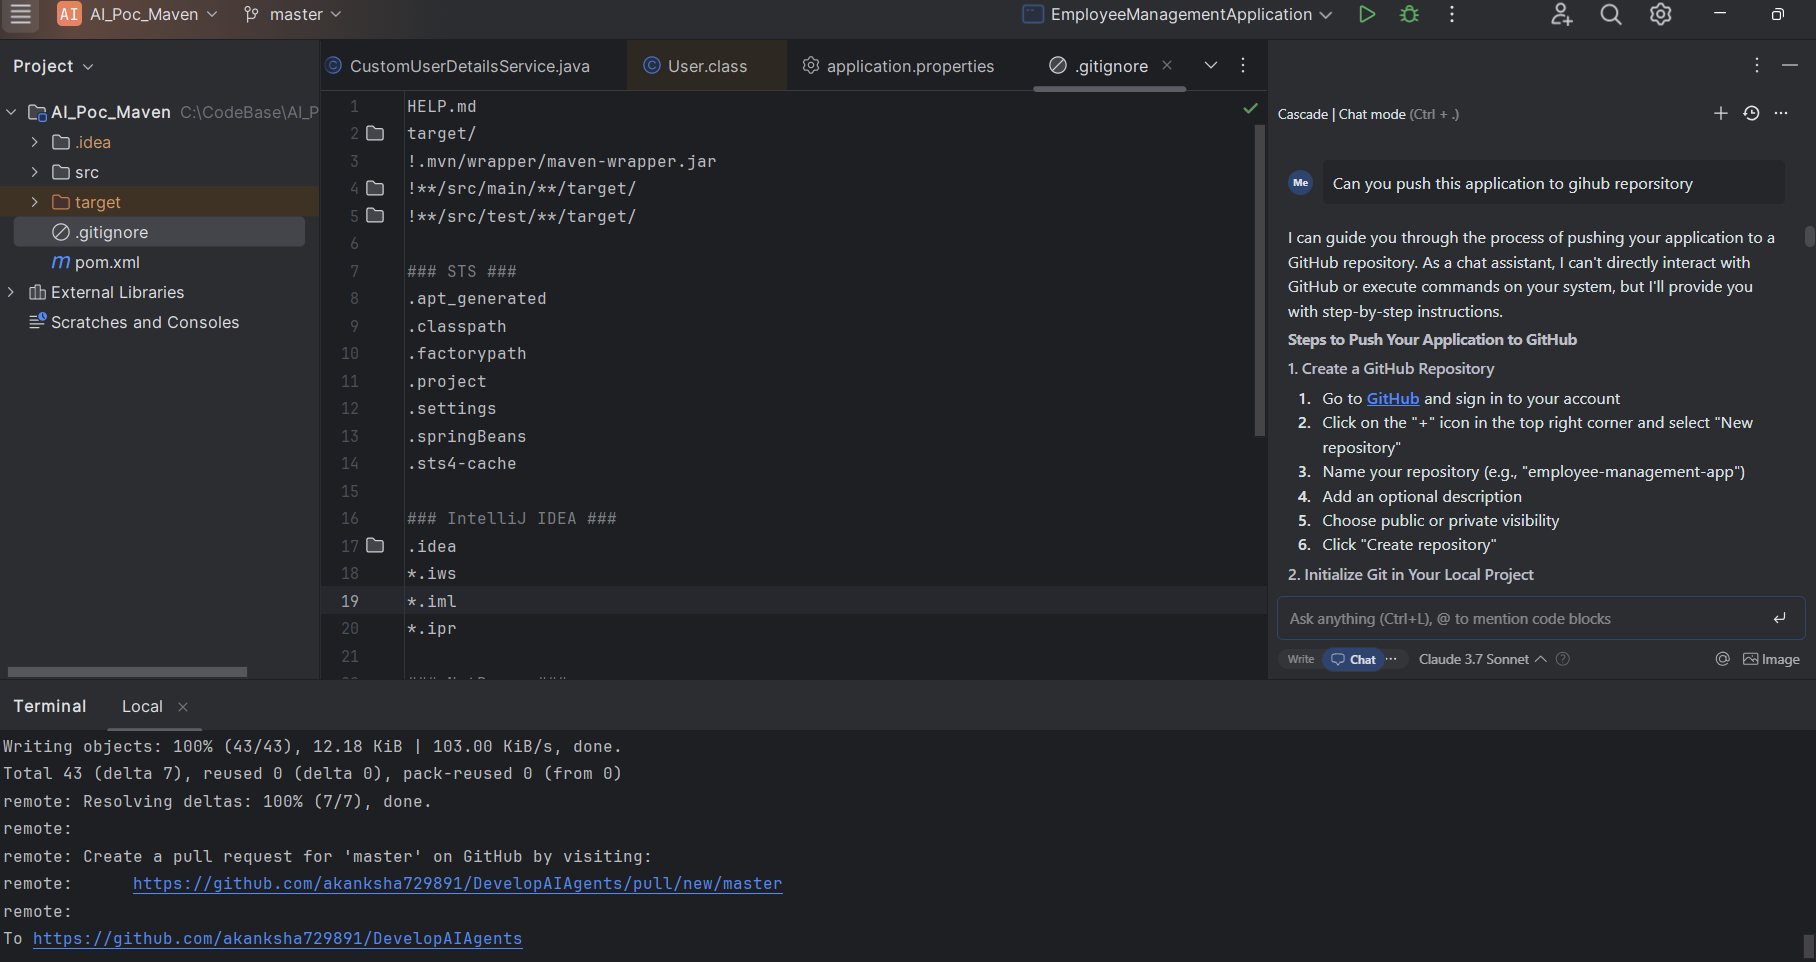 AI AI_Poc_Maven master EmployeeManagementApplication
Project
AI_Poc_Maven C:\CodeBase\AI_P
.idea
src
target
.gitignore
m pom.xml
External Libraries
Scratches and Consoles
CustomUserDetailsService.java User.class application.properties .gitignore
1 HELP.md
2 target/
3 !.mvn/wrapper/maven-wrapper.jar
4 !**/src/main/**/target/
5 !**/src/test/**/target/
6
7 ### STS ###
8 .apt_generated
9 .classpath
10 .factorypath
11 .project
12 .settings
13 .springBeans
14 .sts4-cache
15
16 ### IntelliJ IDEA ###
17 .idea
18 *.iws
19 *.iml
20 *.ipr
21
Cascade | Chat mode (Ctrl + .)
Me Can you push this application to gihub reporsitory
I can guide you through the process of pushing your application to a
GitHub repository. As a chat assistant, I can't directly interact with
GitHub or execute commands on your system, but I'll provide you
with step-by-step instructions.
Steps to Push Your Application to GitHub
1. Create a GitHub Repository
1. Go to GitHub and sign in to your account
2. Click on the "+" icon in the top right corner and select "New
repository"
3. Name your repository (e.g., "employee-management-app")
4. Add an optional description
5. Choose public or private visibility
6. Click "Create repository"
2. Initialize Git in Your Local Project
Ask anything (Ctrl+L), @ to mention code blocks
Write Chat ··· Claude 3.7 Sonnet @ Image
Terminal Local
Writing objects: 100% (43/43), 12.18 KiB | 103.00 KiB/s, done.
Total 43 (delta 7), reused 0 (delta 0), pack-reused 0 (from 0)
remote: Resolving deltas: 100% (7/7), done.
remote:
remote: Create a pull request for 'master' on GitHub by visiting:
remote: https://github.com/akanksha729891/DevelopAIAgents/pull/new/master
remote:
To https://github.com/akanksha729891/DevelopAIAgents